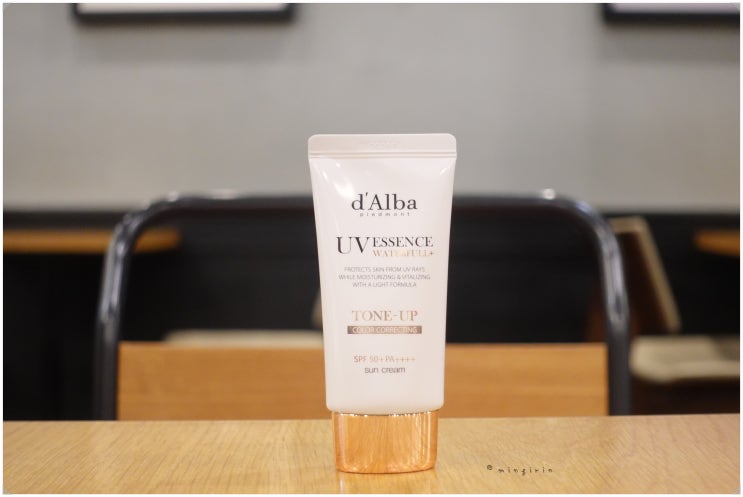 d'Alba
piedmont
UV ESSENCE
WATERFULL+
PROTECTS SKIN FROM UV RAYS
WHILE MOISTURIZING & VITALIZING
WITH A LIGHT FORMULA
TONE-UP
COLOR CORRECTING
SPF 50+ PA++++
sun cream
@mingirin